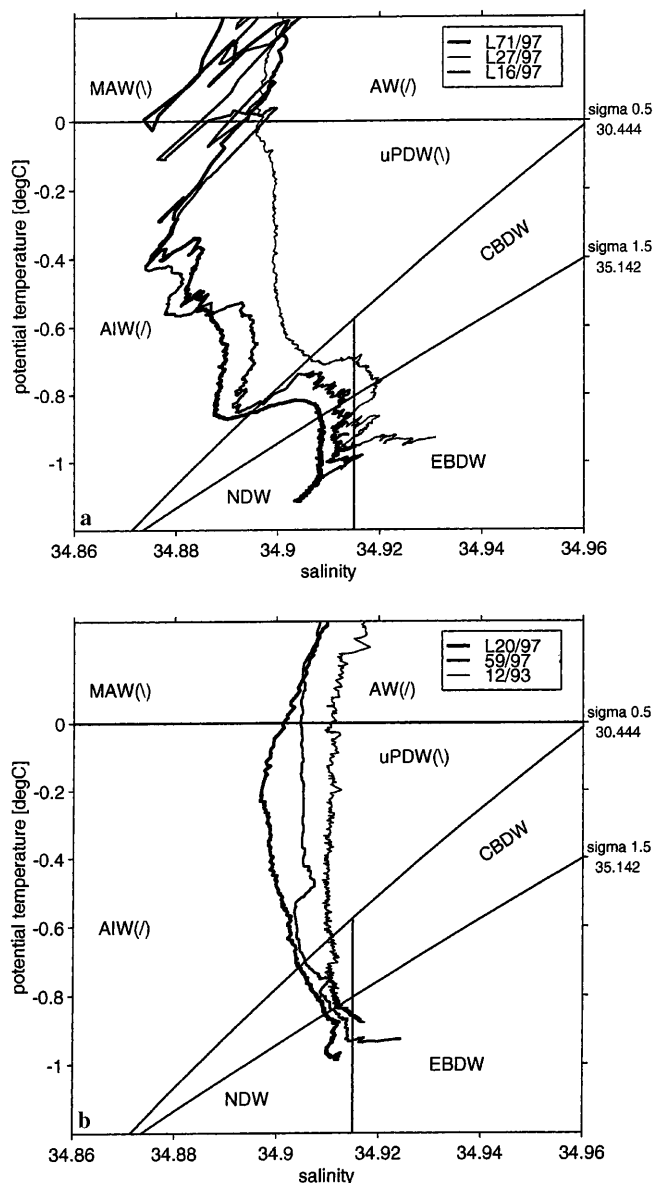 L71/97
L27/97
L16/97
MAW(\)
AW(/)
sigma 0.5
30.444
0
uPDW(\)
-0.2
CBDW
sigma 1.5
35.142
-0.4
potential temperature [degC]
-0.6
AIW(/)
-0.8
-1
EBDW
NDW
a
34.86
34.88
34.9
34.92
34.94
34.96
salinity
L20/97
59/97
12/93
MAW(\)
AW(/)
sigma 0.5
30.444
0
uPDW(\)
-0.2
CBDW
sigma 1.5
35.142
-0.4
potential temperature [degC]
-0.6
AIW(/)
-0.8
-1
EBDW
NDW
b
34.86
34.88
34.9
34.92
34.94
34.96
salinity